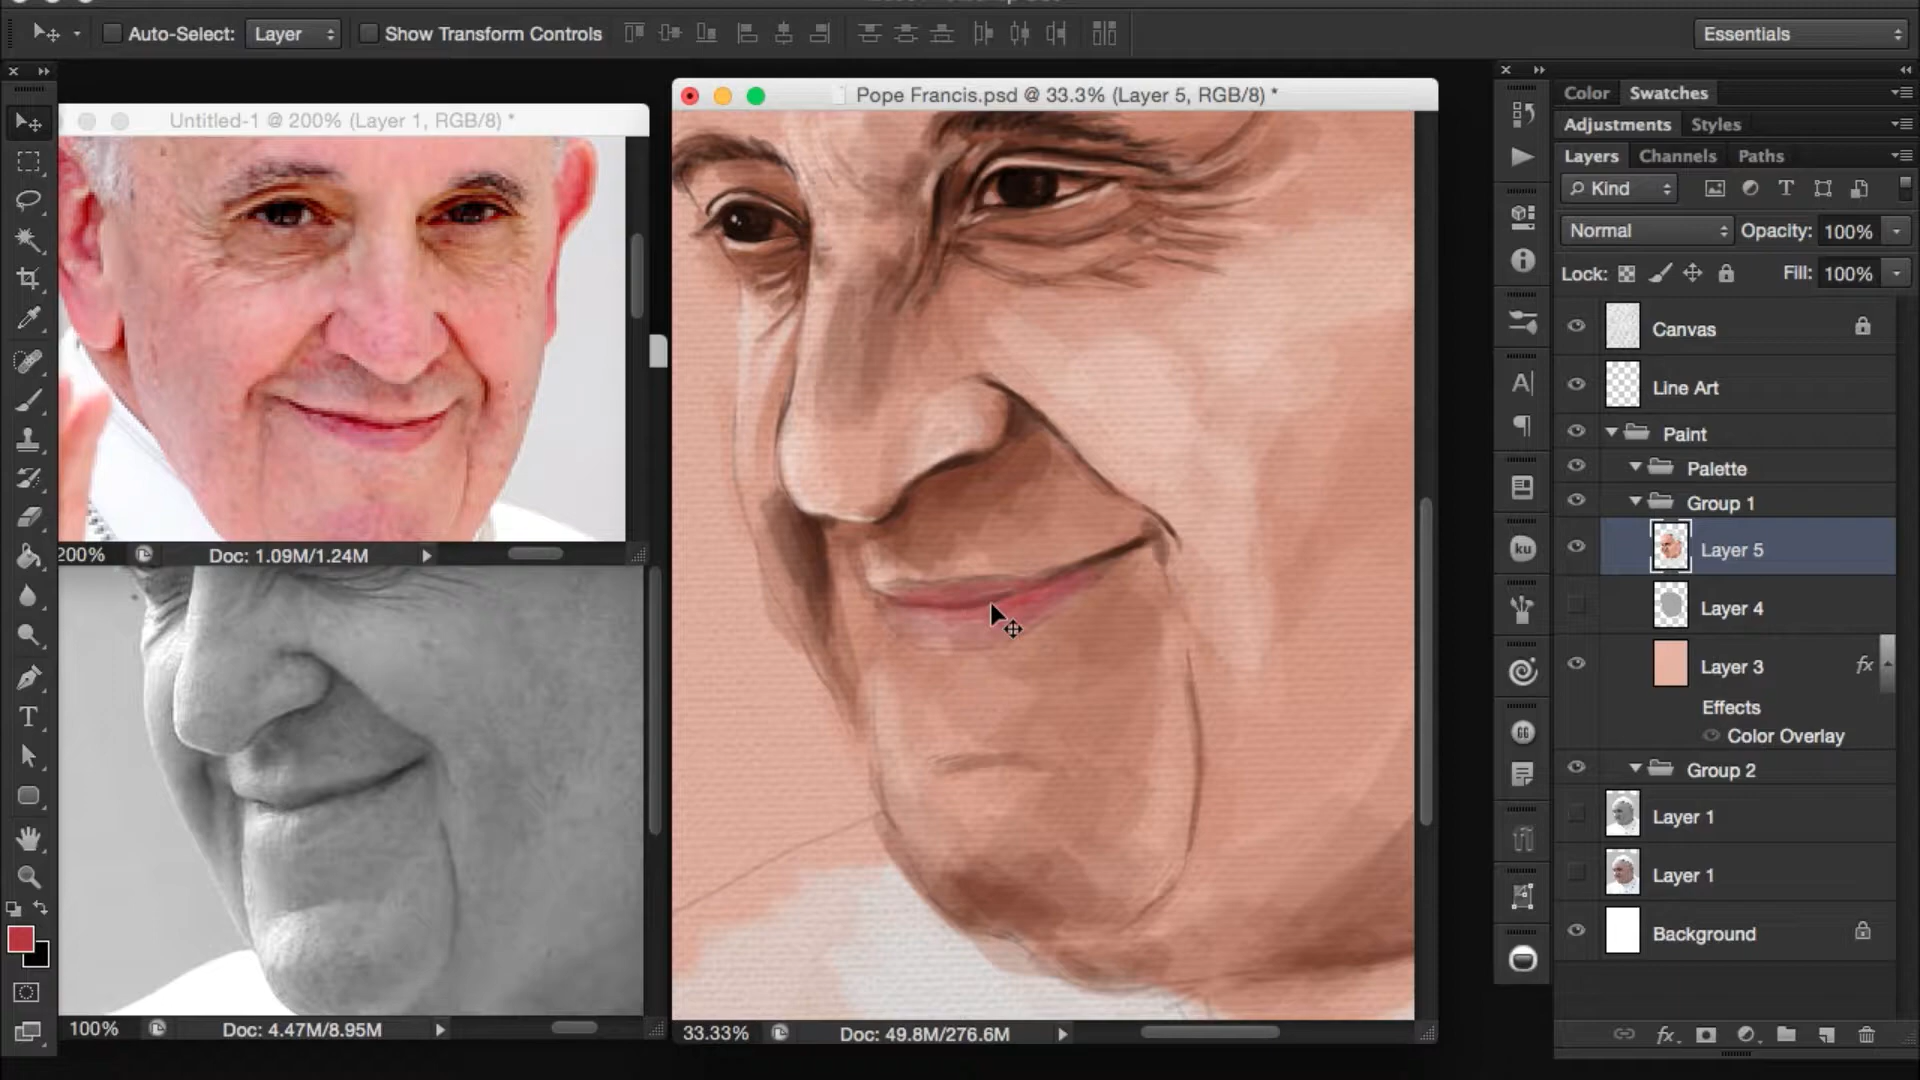 Auto-Select: Layer Show Transform Controls Essentials
Color Swatches
Adjustments Styles
Layers Channels Paths
Kind
Normal Opacity: 100%
Lock: Fill: 100%
Canvas
Line Art
Paint
Palette
Group 1
Layer 5
Layer 4
Layer 3 fx
Effects
Color Overlay
Group 2
Layer 1
Layer 1
Background
fx
Untitled-1 @ 200% (Layer 1, RGB/8) *
200% Doc: 1.09M/1.24M
100% Doc: 4.47M/8.95M
Pope Francis.psd @ 33.3% (Layer 5, RGB/8) *
33.33% Doc: 49.8M/276.6M
A
ku
GG
T